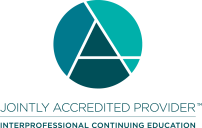 JOINTLY ACCREDITED PROVIDER™
INTERPROFESSIONAL CONTINUING EDUCATION